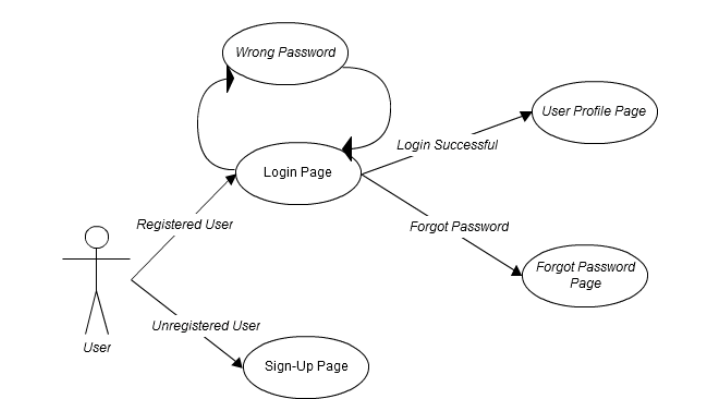 Wrong Password
User Profile Page
Login Successful
Login Page
Registered User
Forgot Password
Forgot Password
Page
Unregistered User
User
Sign-Up Page